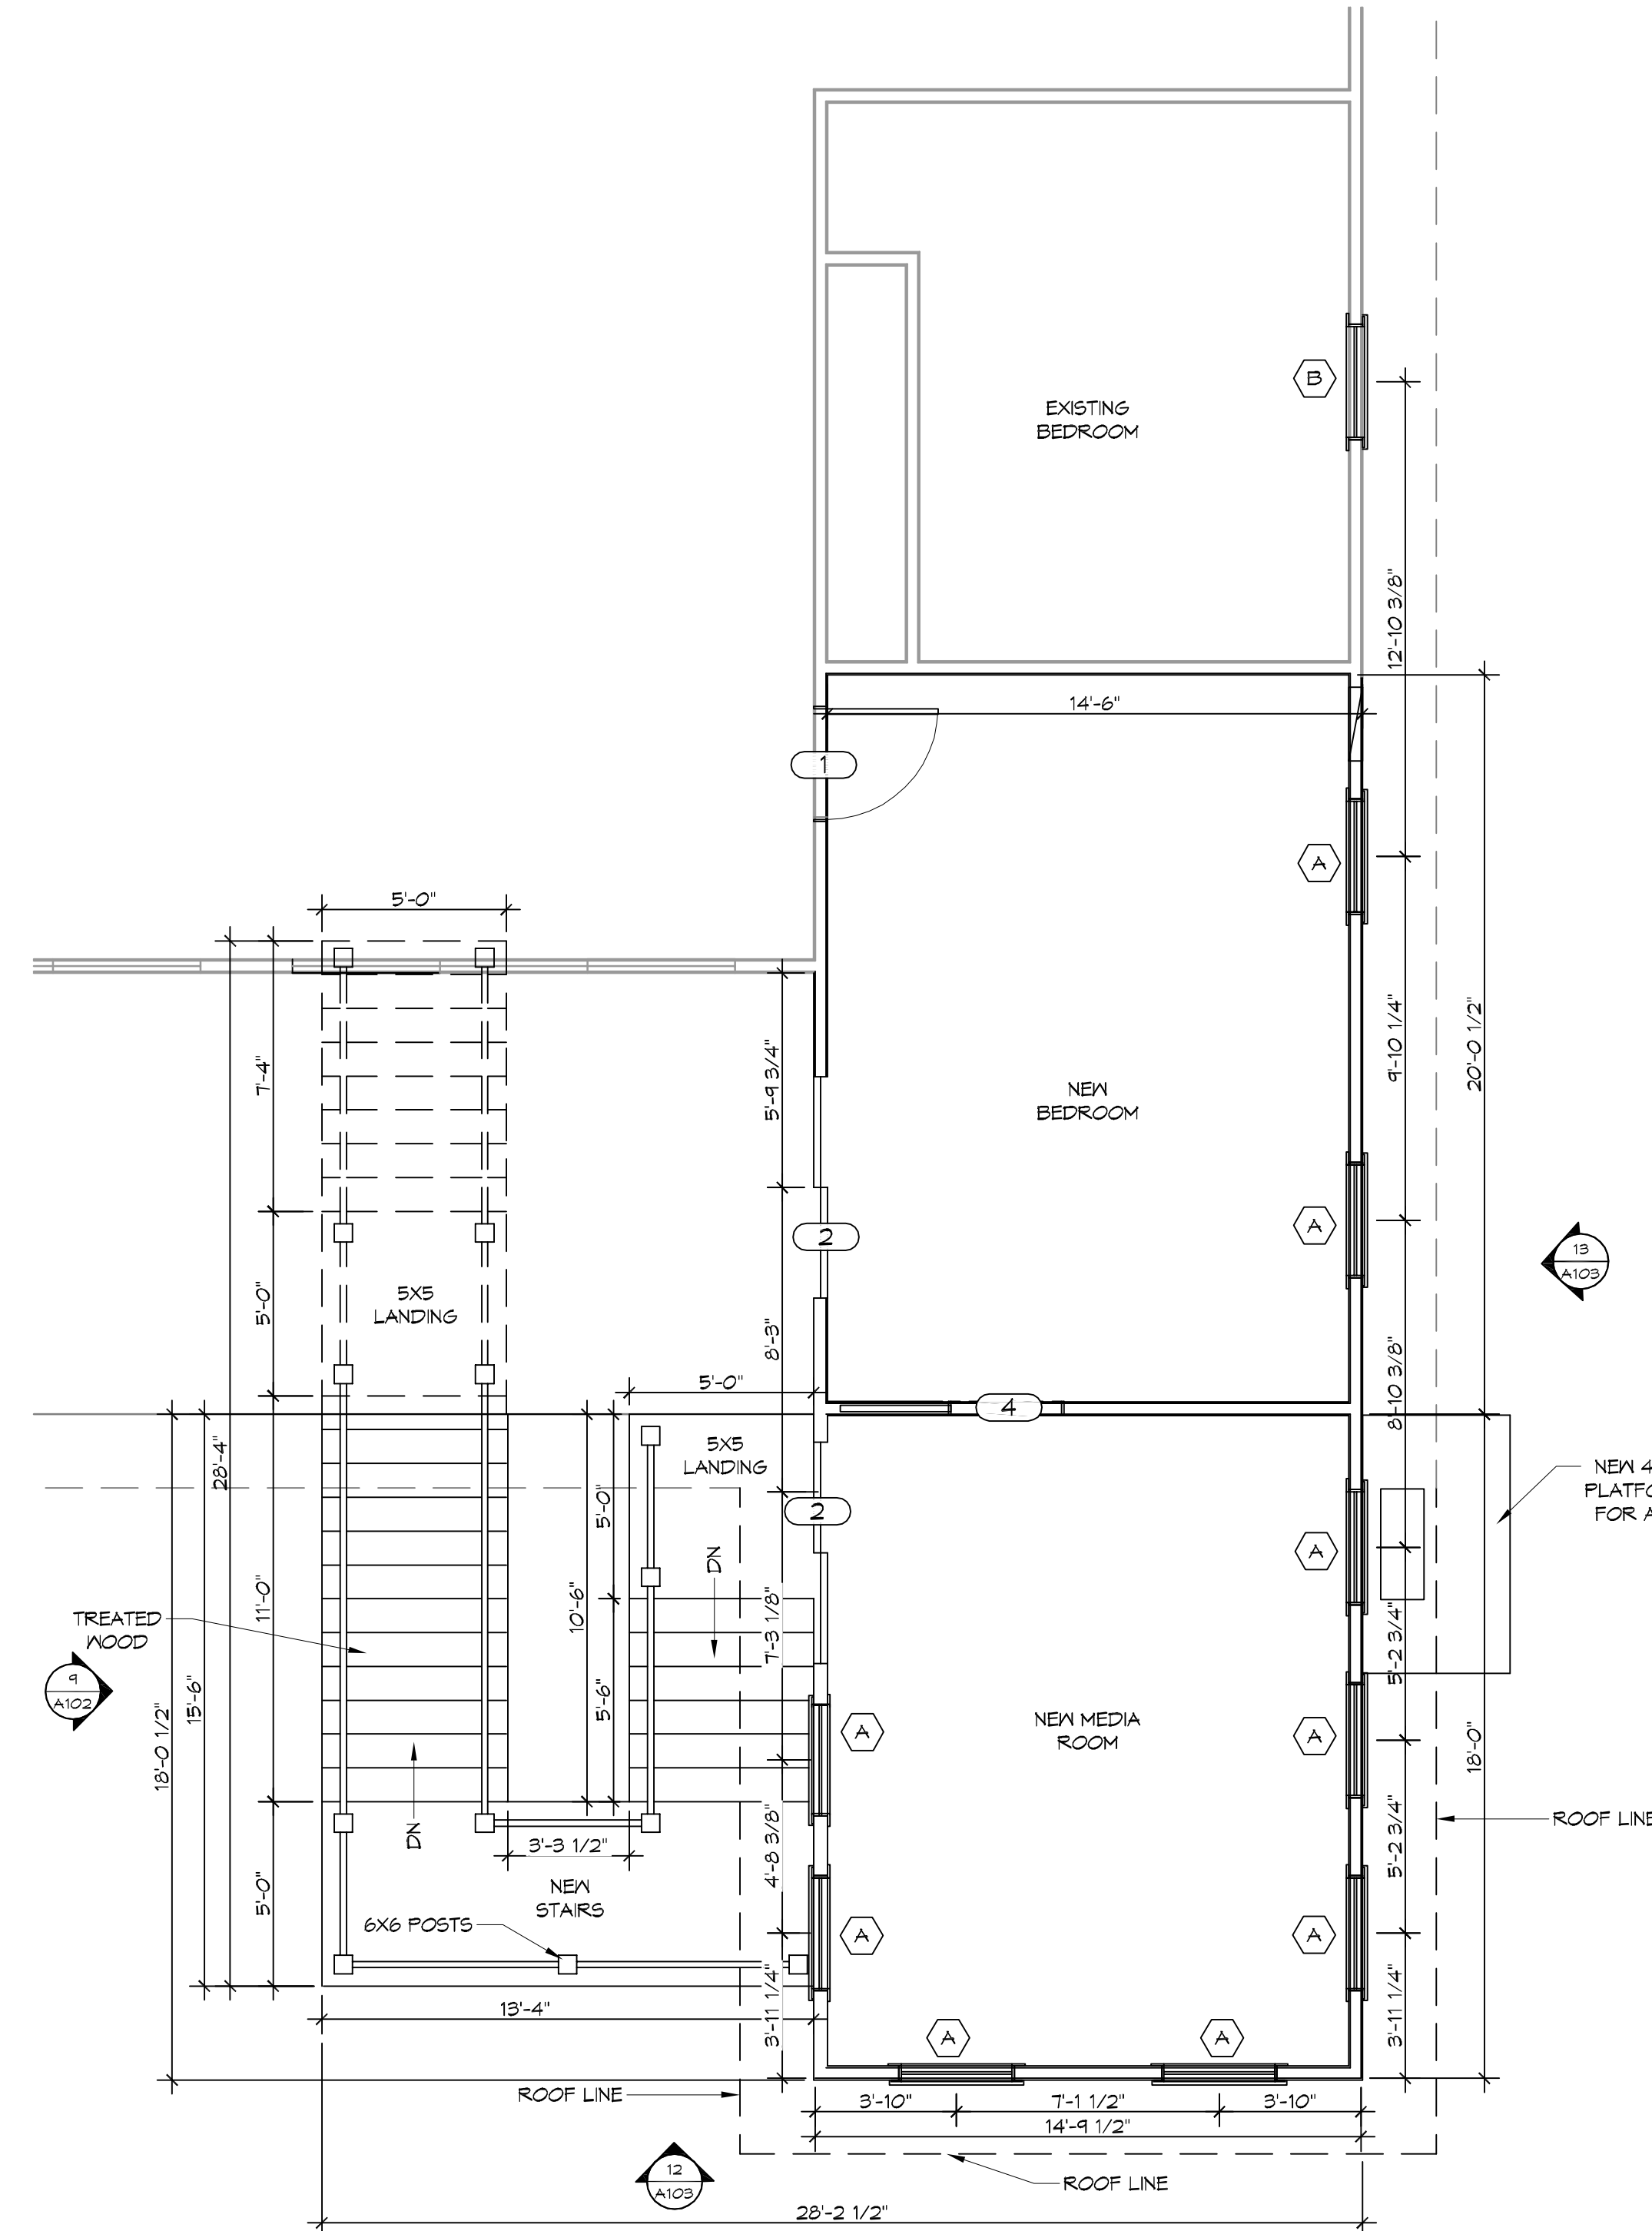 B
EXISTING
BEDROOM
12'-10 3/8"
14'-6"
1
A
5'-0"
7'-4"
5'-9 3/4"
NEW
BEDROOM
9'-10 1/4"
20'-0 1/2"
A
2
13
A103
5X5
LANDING
5'-0"
8'-3"
8'-10 3/8"
5'-0"
4
28'-4"
5X5
LANDING
NEW 4
PLATFO
FOR A
5'-0"
2
A
DN
TREATED
WOOD
11'-0"
10'-6"
7'-3 1/8"
5'-2 3/4"
9
A102
15'-6"
18'-0 1/2"
5'-6"
A
NEW MEDIA
ROOM
A
18'-0"
DN
3'-3 1/2"
4'-8 3/8"
5'-2 3/4"
ROOF LINE
5'-0"
NEW
STAIRS
6X6 POSTS
A
A
13'-4"
3'-11 1/4"
A
A
3'-11 1/4"
ROOF LINE
3'-10"
7'-1 1/2"
3'-10"
14'-9 1/2"
12
A103
ROOF LINE
28'-2 1/2"